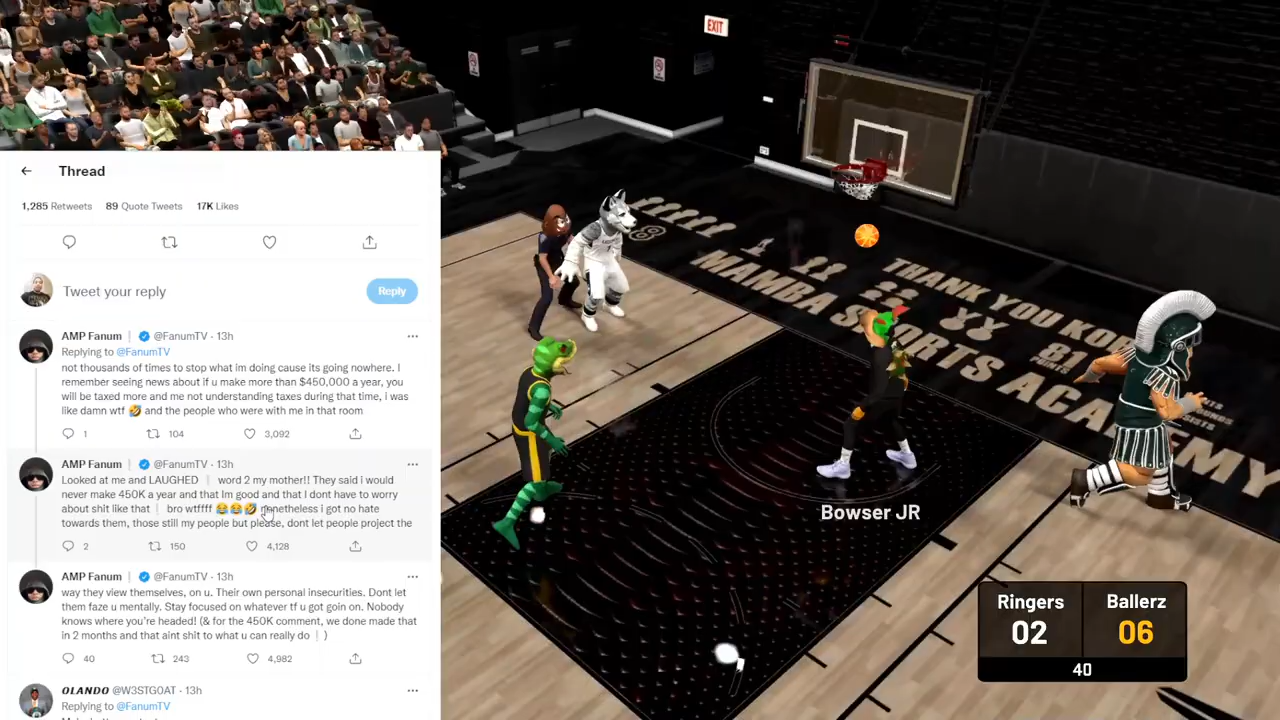 EXIT
Thread
1,285 Retweets 89 Quote Tweets 17K Likes
Tweet your reply
Reply
AMP Fanum @FanumTV · 13h
Replying to @FanumTV
not thousands of times to stop what im doing cause its going nowhere. I
remember seeing news about if u make more than $450,000 a year, you
will be taxed more and me not understanding taxes during that time, i was
like damn wtf 🤣 and the people who were with me in that room
1 104 3,092
AMP Fanum @FanumTV · 13h
Looked at me and LAUGHED word 2 my mother!! They said i would
never make 450K a year and that Im good and that I dont have to worry
about shit like that bro wtffff 😂😂🤣 nonetheless i got no hate
towards them, those still my people but please, dont let people project the
2 150 4,128
AMP Fanum @FanumTV · 13h
way they view themselves, on u. Their own personal insecurities. Dont let
them faze u mentally. Stay focused on whatever tf u got goin on. Nobody
knows where you're headed! (& for the 450K comment, we done made that
in 2 months and that aint shit to what u can really do )
40 243 4,982
OLANDO @W3STG0AT · 13h
Replying to @FanumTV
8
THANK YOU KOB
81
MAMBA SPORTS ACADEMY
Bowser JR
Ringers Ballerz
02 06
40